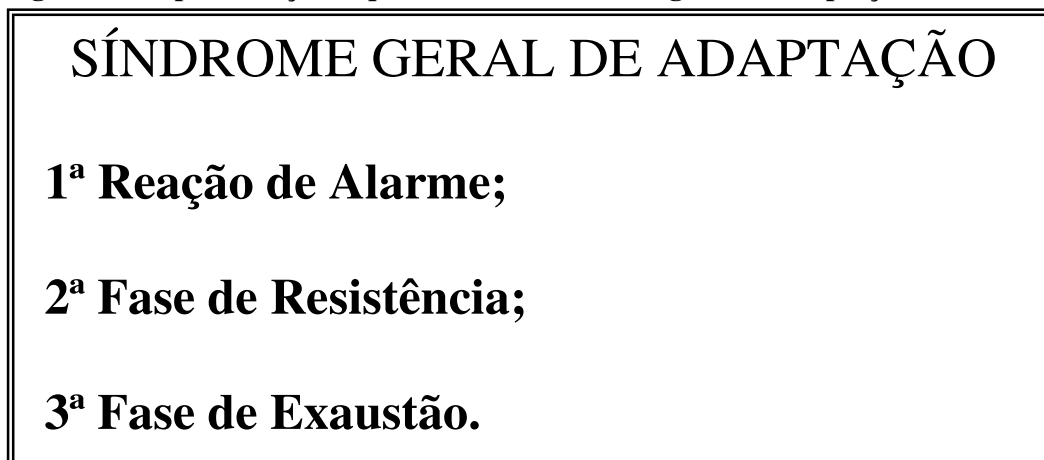 SÍNDROME GERAL DE ADAPTAÇÃO
1ª Reação de Alarme;
2ª Fase de Resistência;
3ª Fase de Exaustão.